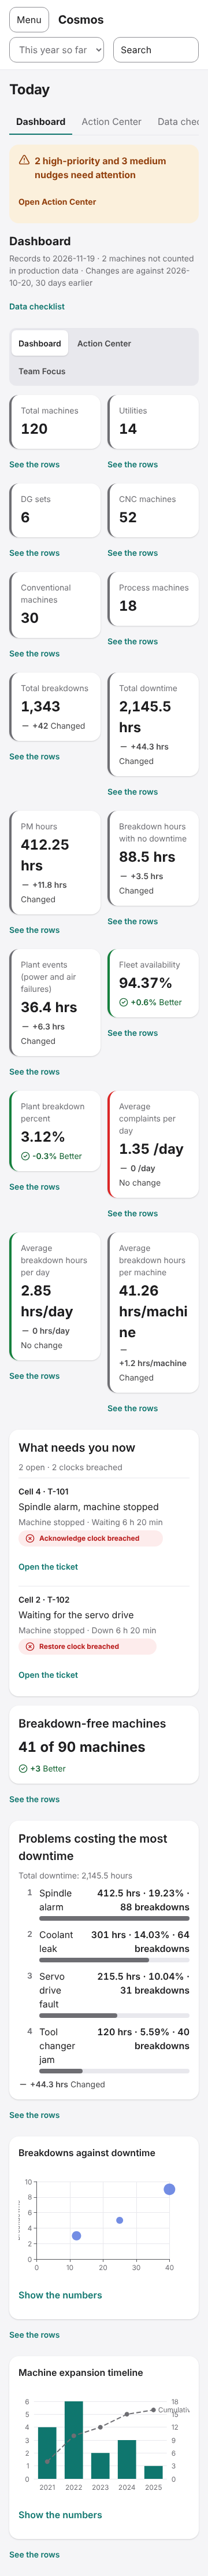 Menu Cosmos
This year so far Search
Today
Dashboard Action Center Data chec
2 high-priority and 3 medium
nudges need attention
Open Action Center
Dashboard
Records to 2026-11-19 · 2 machines not counted
in production data · Changes are against 2026-
10-20, 30 days earlier
Data checklist
Dashboard Action Center
Team Focus
Total machines
120
See the rows
Utilities
14
See the rows
DG sets
6
See the rows
CNC machines
52
See the rows
Conventional
machines
30
See the rows
Process machines
18
See the rows
Total breakdowns
1,343
— +42 Changed
See the rows
Total downtime
2,145.5
hrs
— +44.3 hrs
Changed
See the rows
PM hours
412.25
hrs
— +11.8 hrs
Changed
See the rows
Breakdown hours
with no downtime
88.5 hrs
— +3.5 hrs
Changed
See the rows
Plant events
(power and air
failures)
36.4 hrs
— +6.3 hrs
Changed
See the rows
Fleet availability
94.37%
+0.6% Better
See the rows
Plant breakdown
percent
3.12%
-0.3% Better
See the rows
Average
complaints per
day
1.35 /day
— 0 /day
No change
See the rows
Average
breakdown hours
per day
2.85
hrs/day
— 0 hrs/day
No change
See the rows
Average
breakdown hours
per machine
41.26
hrs/machi
ne
—
+1.2 hrs/machine
Changed
See the rows
What needs you now
2 open · 2 clocks breached
Cell 4 · T-101
Spindle alarm, machine stopped
Machine stopped · Waiting 6 h 20 min
Acknowledge clock breached
Open the ticket
Cell 2 · T-102
Waiting for the servo drive
Machine stopped · Down 6 h 20 min
Restore clock breached
Open the ticket
Breakdown-free machines
41 of 90 machines
+3 Better
See the rows
Problems costing the most
downtime
Total downtime: 2,145.5 hours
1 Spindle alarm 412.5 hrs · 19.23% · 88 breakdowns
2 Coolant leak 301 hrs · 14.03% · 64 breakdowns
3 Servo drive fault 215.5 hrs · 10.04% · 31 breakdowns
4 Tool changer jam 120 hrs · 5.59% · 40 breakdowns
— +44.3 hrs Changed
See the rows
Breakdowns against downtime
10
8
6
4
2
0
0 10 20 30 40
Show the numbers
See the rows
Machine expansion timeline
6 18
5 15
4 12
3 9
2 6
1 3
0 0
Cumulativ
2021 2022 2023 2024 2025
Show the numbers
See the rows